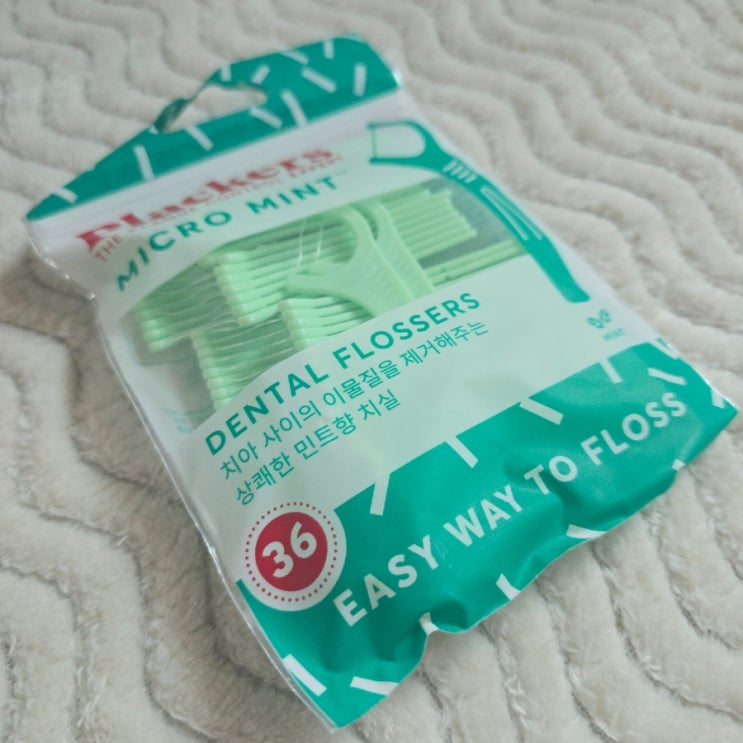 Plackers
MICRO MINT™
MINT
DENTAL FLOSSERS
치아 사이의 이물질을 제거해주는
상쾌한 민트향 치실
36
EASY WAY TO FLOSS